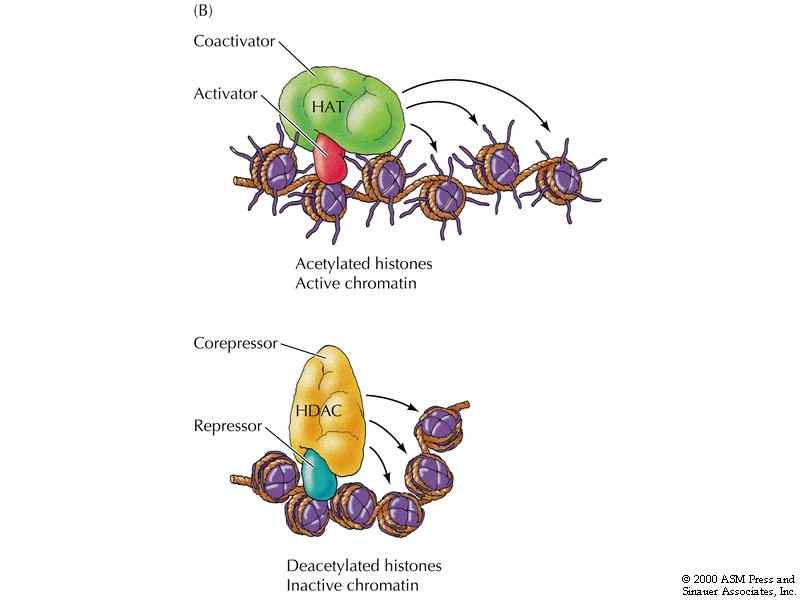 (B)
Coactivator
Activator
HAT
Acetylated histones
Active chromatin
Corepressor
HDAC
Repressor
Deacetylated histones
Inactive chromatin
© 2000 ASM Press and
Sinauer Associates, Inc.